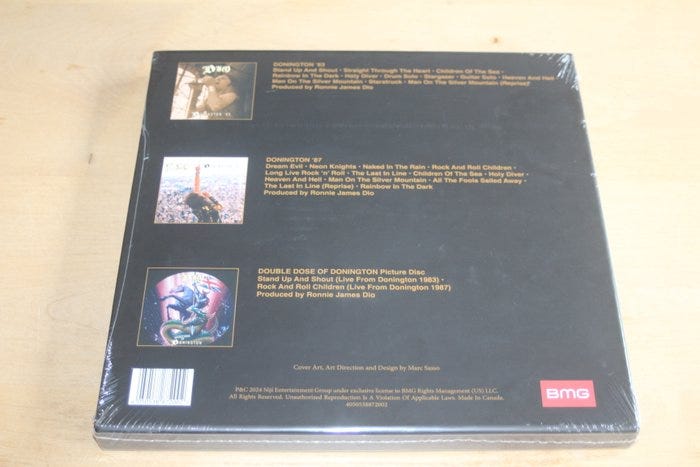 DIO
DONINGTON '83
Stand Up And Shout • Straight Through The Heart • Children Of The Sea •
Rainbow In The Dark • Holy Diver • Drum Solo • Stargazer • Guitar Solo • Heaven And Hell
Man On The Silver Mountain • Starstruck • Man On The Silver Mountain (Reprise)
Produced by Ronnie James Dio
DONINGTON '87
Dream Evil • Neon Knights • Naked In The Rain • Rock And Roll Children •
Long Live Rock 'n' Roll • The Last In Line • Children Of The Sea • Holy Diver •
Heaven And Hell • Man On The Silver Mountain • All The Fools Sailed Away •
The Last In Line (Reprise) • Rainbow In The Dark
Produced by Ronnie James Dio
DOUBLE DOSE OF DONINGTON Picture Disc
Stand Up And Shout (Live From Donington 1983) •
Rock And Roll Children (Live From Donington 1987)
Produced by Ronnie James Dio
DONINGTON
Cover Art, Art Direction and Design by Marc Sasso
P&C 2024 Niji Entertainment Group under exclusive license to BMG Rights Management (US) LLC.
All Rights Reserved. Unauthorized Reproduction Is A Violation Of Applicable Laws. Made In Canada.
4050538872002
BMG